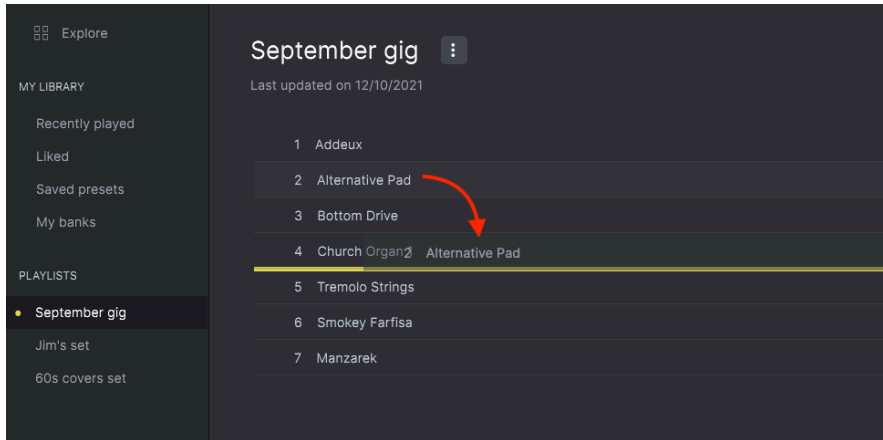 Explore
MY LIBRARY
Recently played
Liked
Saved presets
My banks
PLAYLISTS
September gig
Jim's set
60s covers set
September gig
Last updated on 12/10/2021
1 Addeux
2 Alternative Pad
3 Bottom Drive
4 Church Organ 2 Alternative Pad
5 Tremolo Strings
6 Smokey Farfisa
7 Manzarek